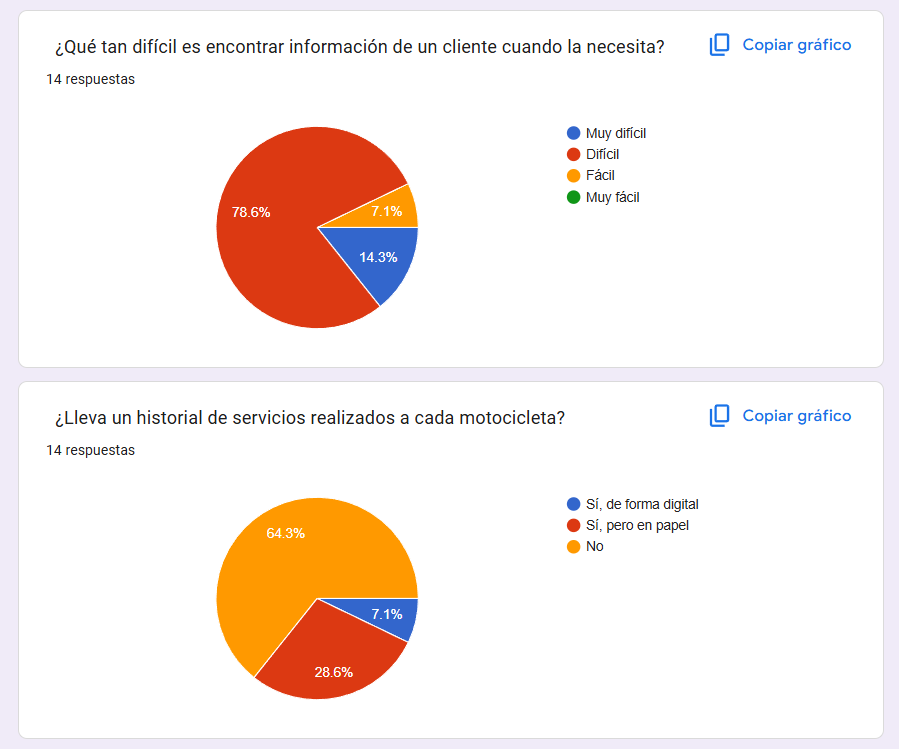 ¿Qué tan difícil es encontrar información de un cliente cuando la necesita?
Copiar gráfico
14 respuestas
Muy difícil
Difícil
Fácil
Muy fácil
78.6%
7.1%
14.3%
¿Lleva un historial de servicios realizados a cada motocicleta?
Copiar gráfico
14 respuestas
Sí, de forma digital
Sí, pero en papel
No
64.3%
7.1%
28.6%